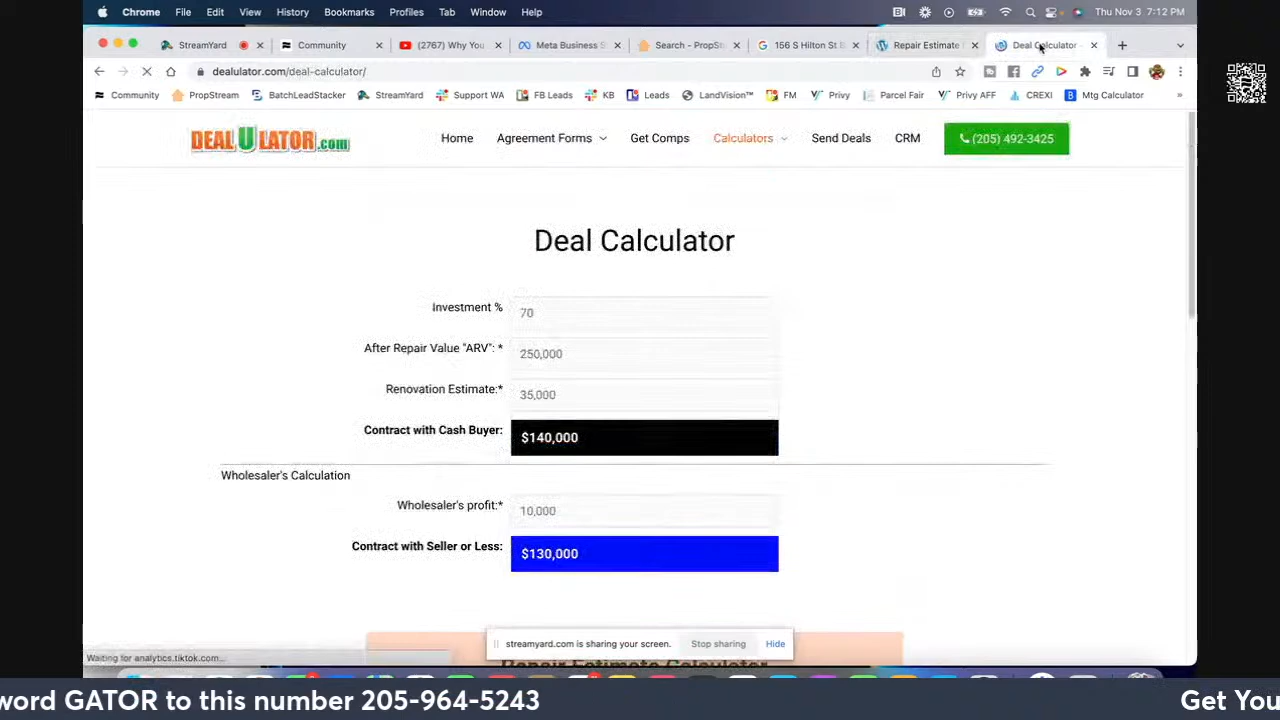 Chrome File Edit View History Bookmarks Profiles Tab Window Help Thu Nov 3 7:12 PM
StreamYard Community (2767) Why You Meta Business S Search - PropSt 156 S Hilton St Repair Estimate Deal Calculator
dealulator.com/deal-calculator/
Community PropStream BatchLeadStacker StreamYard Support WA FB Leads KB Leads LandVision™ FM Privy Parcel Fair Privy AFF CREXI Mtg Calculator »
DEALULATOR.com Home Agreement Forms Get Comps Calculators Send Deals CRM (205) 492-3425
Deal Calculator
Investment % 70
After Repair Value "ARV": * 250,000
Renovation Estimate:* 35,000
Contract with Cash Buyer: $140,000
Wholesaler's Calculation
Wholesaler's profit:* 10,000
Contract with Seller or Less: $130,000
streamyard.com is sharing your screen. Stop sharing Hide
Repair Estimate Calculator
Waiting for analytics.tiktok.com...
word GATOR to this number 205-964-5243 Get You